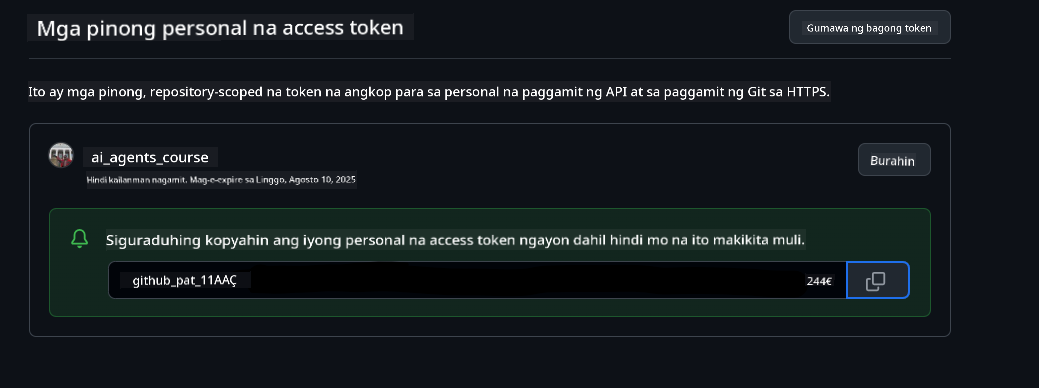 Mga pinong personal na access token
Gumawa ng bagong token
Ito ay mga pinong, repository-scoped na token na angkop para sa personal na paggamit ng API at sa paggamit ng Git sa HTTPS.
ai_agents_course
Burahin
Hindi kailanman nagamit. Mag-e-expire sa Linggo, Agosto 10, 2025
Siguraduhing kopyahin ang iyong personal na access token ngayon dahil hindi mo na ito makikita muli.
github_pat_11AAÇ 244€